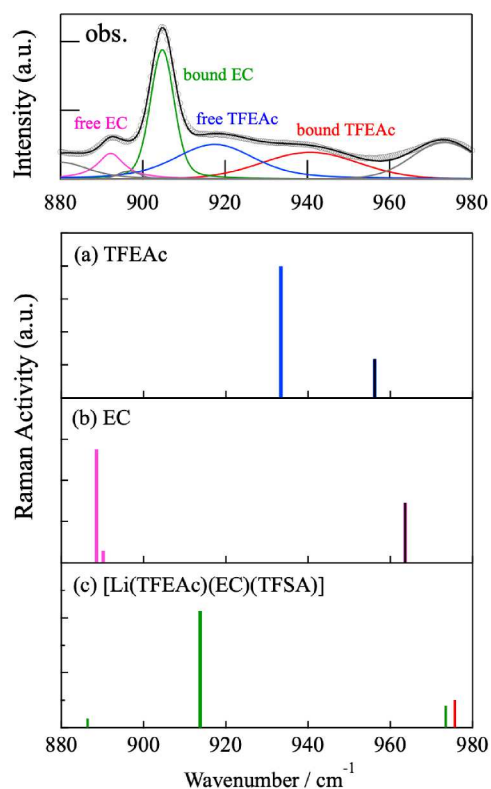 obs.
bound EC
free EC
free TFEAc
bound TFEAc
Intensity (a.u.)
880 900 920 940 960 980
(a) TFEAc
(b) EC
(c) [Li(TFEAc)(EC)(TFSA)]
Raman Activity (a.u.)
880 900 920 940 960 980
Wavenumber / cm⁻¹